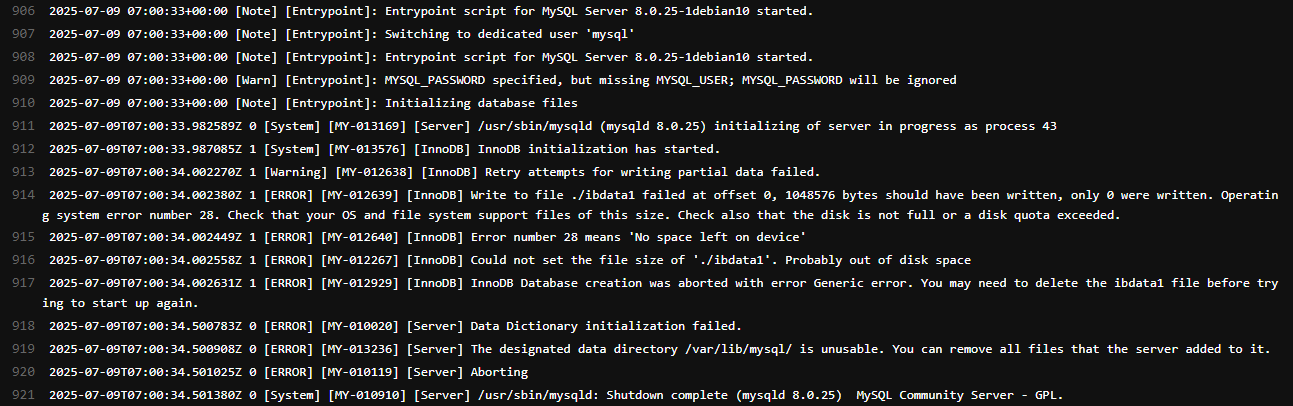 906 2025-07-09 07:00:33+00:00 [Note] [Entrypoint]: Entrypoint script for MySQL Server 8.0.25-1debian10 started.
907 2025-07-09 07:00:33+00:00 [Note] [Entrypoint]: Switching to dedicated user 'mysql'
908 2025-07-09 07:00:33+00:00 [Note] [Entrypoint]: Entrypoint script for MySQL Server 8.0.25-1debian10 started.
909 2025-07-09 07:00:33+00:00 [Warn] [Entrypoint]: MYSQL_PASSWORD specified, but missing MYSQL_USER; MYSQL_PASSWORD will be ignored
910 2025-07-09 07:00:33+00:00 [Note] [Entrypoint]: Initializing database files
911 2025-07-09T07:00:33.982589Z 0 [System] [MY-013169] [Server] /usr/sbin/mysqld (mysqld 8.0.25) initializing of server in progress as process 43
912 2025-07-09T07:00:33.987085Z 1 [System] [MY-013576] [InnoDB] InnoDB initialization has started.
913 2025-07-09T07:00:34.002270Z 1 [Warning] [MY-012638] [InnoDB] Retry attempts for writing partial data failed.
914 2025-07-09T07:00:34.002380Z 1 [ERROR] [MY-012639] [InnoDB] Write to file ./ibdata1 failed at offset 0, 1048576 bytes should have been written, only 0 were written. Operatin
g system error number 28. Check that your OS and file system support files of this size. Check also that the disk is not full or a disk quota exceeded.
915 2025-07-09T07:00:34.002449Z 1 [ERROR] [MY-012640] [InnoDB] Error number 28 means 'No space left on device'
916 2025-07-09T07:00:34.002558Z 1 [ERROR] [MY-012267] [InnoDB] Could not set the file size of './ibdata1'. Probably out of disk space
917 2025-07-09T07:00:34.002631Z 1 [ERROR] [MY-012929] [InnoDB] InnoDB Database creation was aborted with error Generic error. You may need to delete the ibdata1 file before try
ing to start up again.
918 2025-07-09T07:00:34.500783Z 0 [ERROR] [MY-010020] [Server] Data Dictionary initialization failed.
919 2025-07-09T07:00:34.500908Z 0 [ERROR] [MY-013236] [Server] The designated data directory /var/lib/mysql/ is unusable. You can remove all files that the server added to it.
920 2025-07-09T07:00:34.501025Z 0 [ERROR] [MY-010119] [Server] Aborting
921 2025-07-09T07:00:34.501380Z 0 [System] [MY-010910] [Server] /usr/sbin/mysqld: Shutdown complete (mysqld 8.0.25)  MySQL Community Server - GPL.